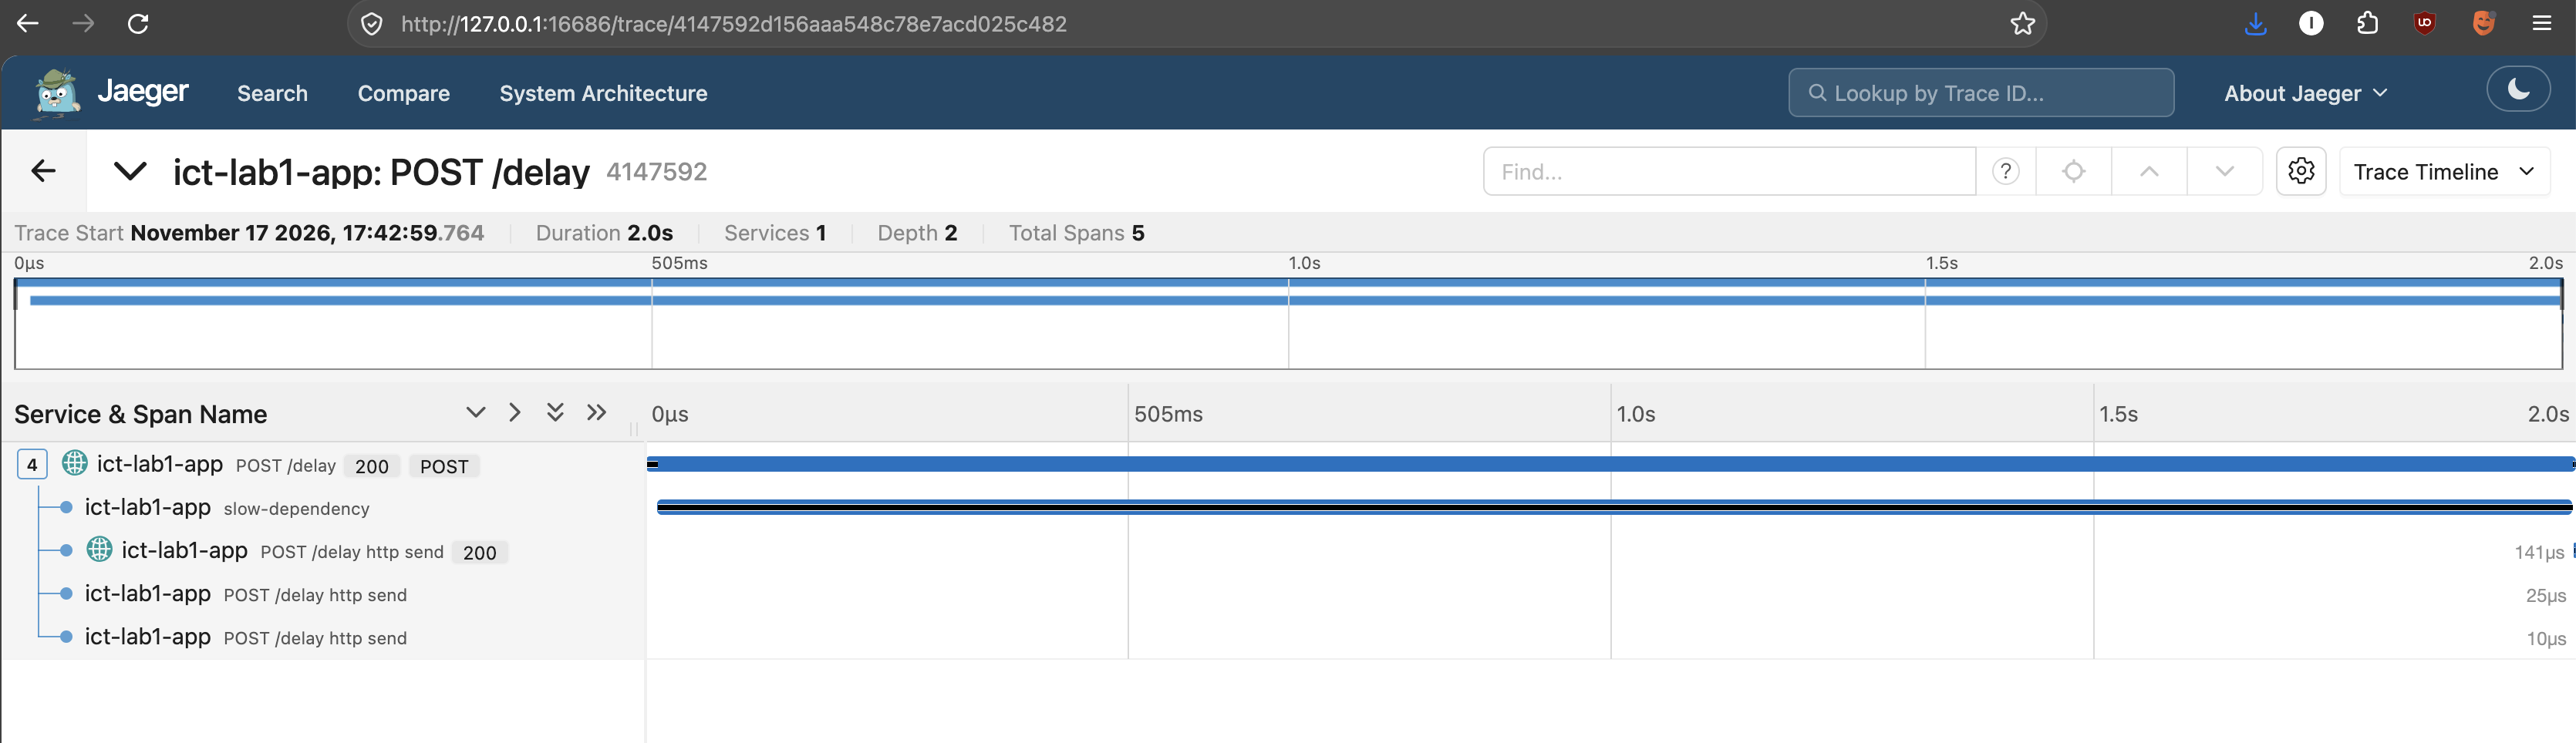 http://127.0.0.1:16686/trace/4147592d156aaa548c78e7acd025c482
Jaeger Search Compare System Architecture Lookup by Trace ID... About Jaeger
ict-lab1-app: POST /delay 4147592 Find... ? Trace Timeline
Trace Start November 17 2026, 17:42:59.764 Duration 2.0s Services 1 Depth 2 Total Spans 5
0μs 505ms 1.0s 1.5s 2.0s
Service & Span Name 0μs 505ms 1.0s 1.5s 2.0s
4 ict-lab1-app POST /delay 200 POST
ict-lab1-app slow-dependency
ict-lab1-app POST /delay http send 200 141μs
ict-lab1-app POST /delay http send 25μs
ict-lab1-app POST /delay http send 10μs